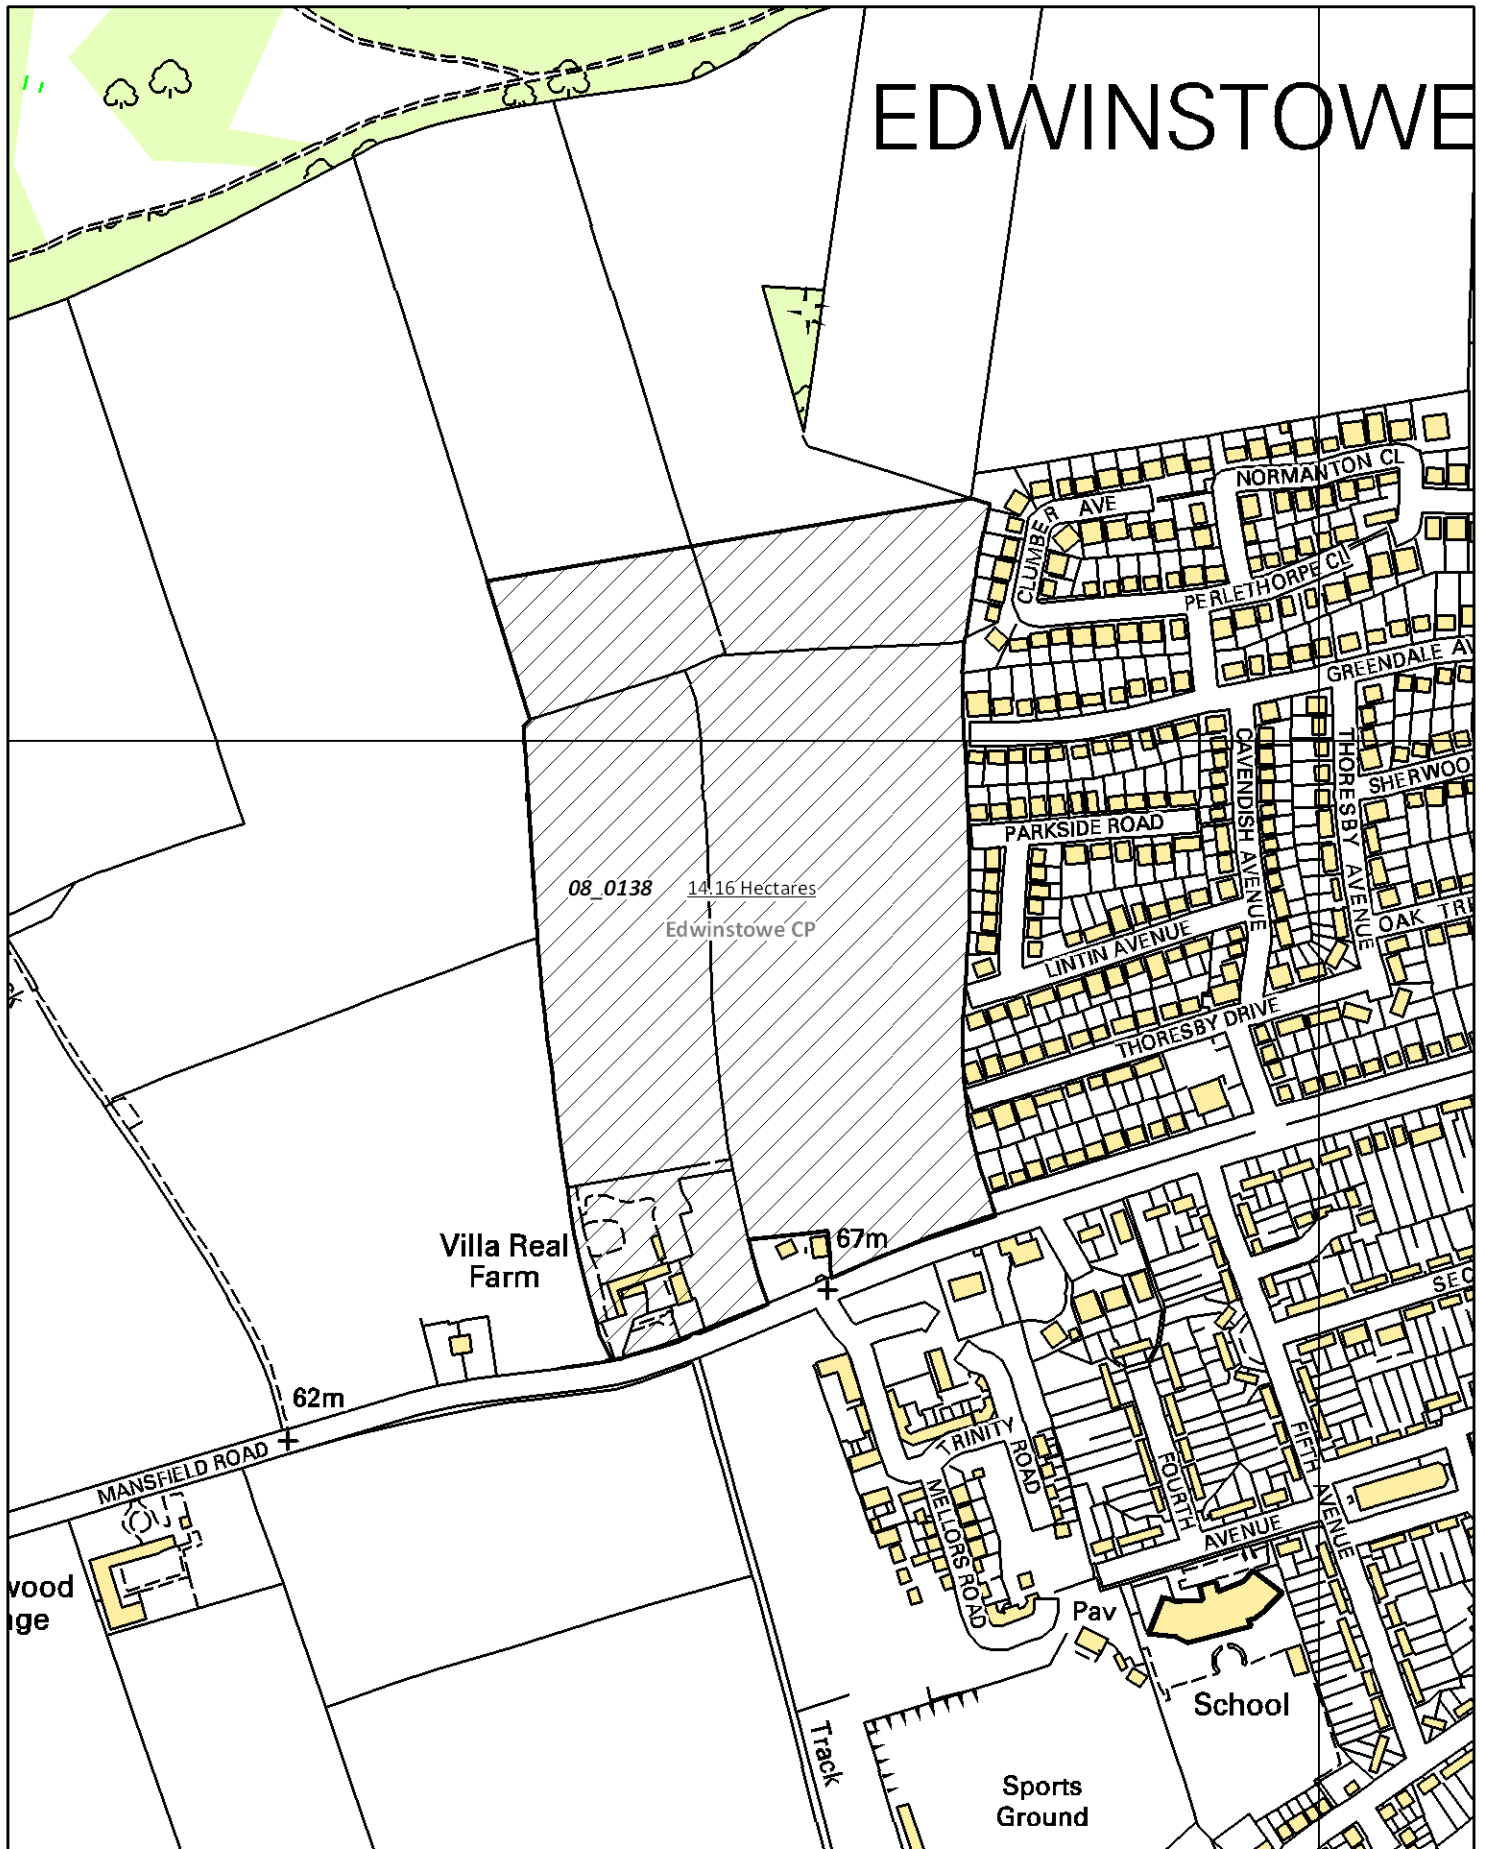 EDWINSTOWE
NORMANTON CL
CLUMBER AVE
PERLETHORPE CL
GREENDALE AV
CAVENDISH AVENUE
THORESBY AVENUE
SHERWOO
PARKSIDE ROAD
08_0138 14.16 Hectares
Edwinstowe CP
OAK TRE
LINTIN AVENUE
THORESBY DRIVE
Villa Real
Farm
67m
SEC
62m
MANSFIELD ROAD
TRINITY ROAD
MELLORS ROAD
FOURTH AVENUE
FIFTH AVENUE
wood
age
Pav
School
Track
Sports
Ground